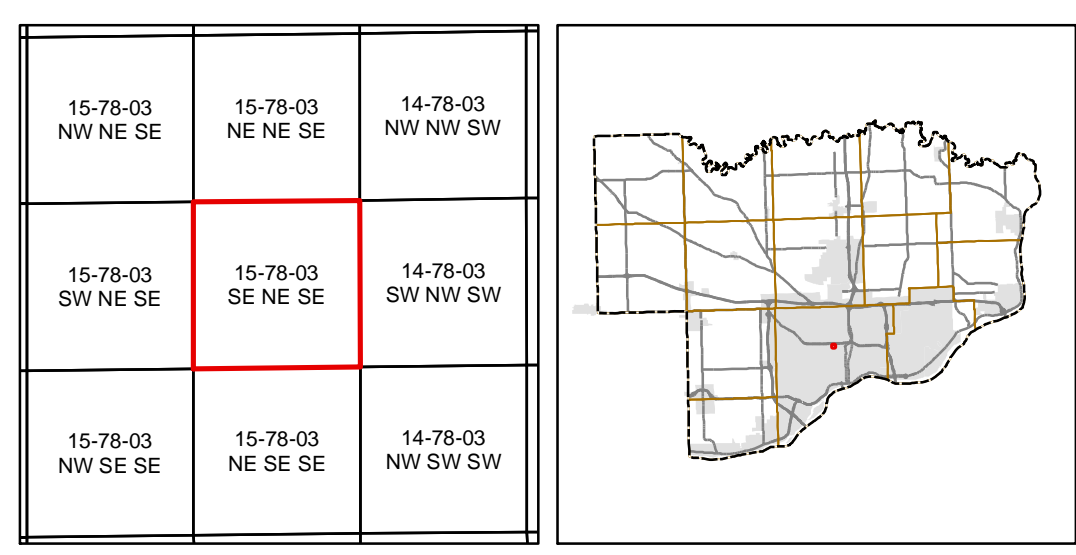 15-78-03
NW NE SE
15-78-03
NE NE SE
14-78-03
NW NW SW
15-78-03
SW NE SE
15-78-03
SE NE SE
14-78-03
SW NW SW
15-78-03
NW SE SE
15-78-03
NE SE SE
14-78-03
NW SW SW